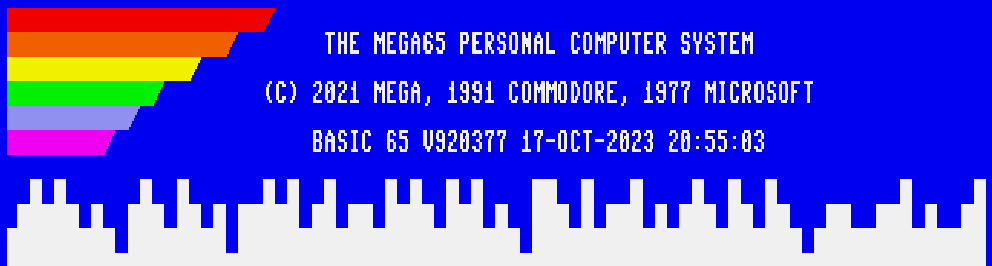 THE MEGA65 PERSONAL COMPUTER SYSTEM
(C) 2021 MEGA, 1991 COMMODORE, 1977 MICROSOFT
BASIC 65 V920377 17-OCT-2023 20:55:03